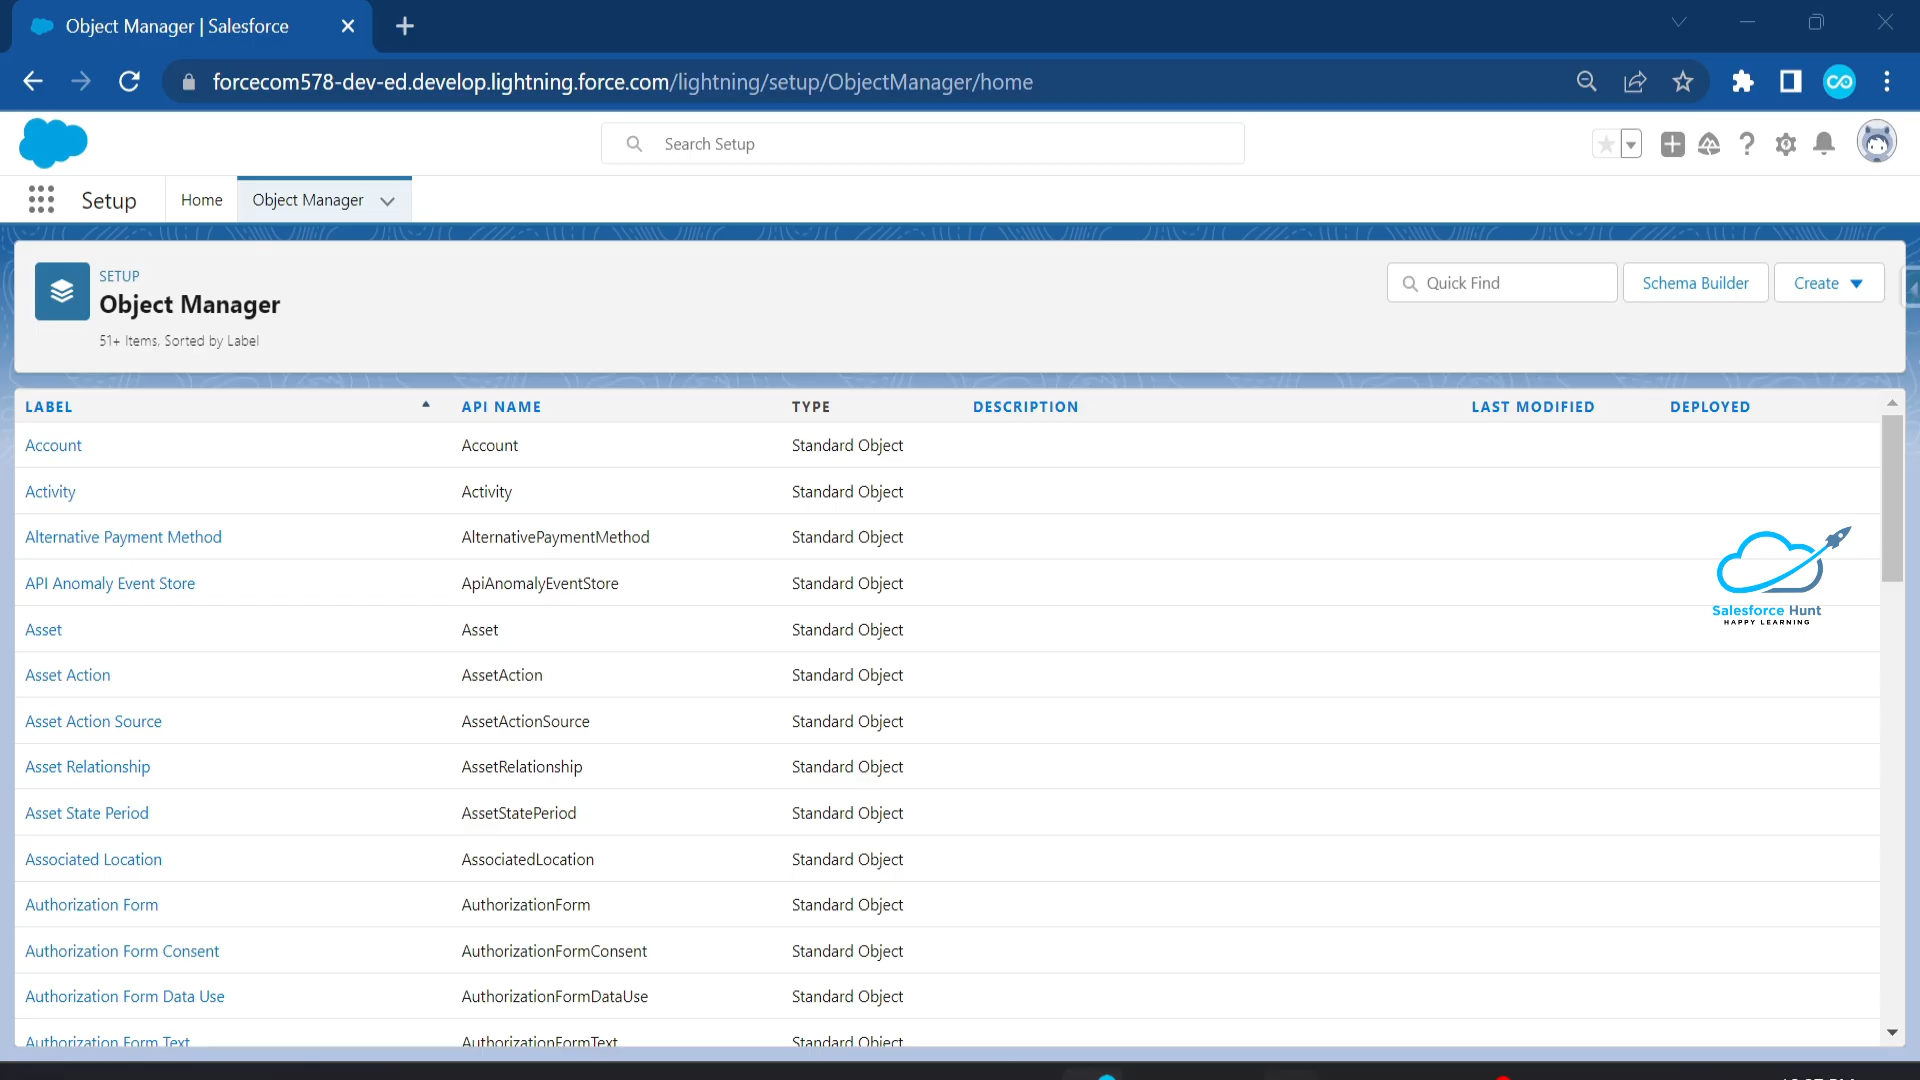 Object Manager | Salesforce
forcecom578-dev-ed.develop.lightning.force.com/lightning/setup/ObjectManager/home
Search Setup
Setup Home Object Manager
SETUP
Object Manager
51+ Items, Sorted by Label
Quick Find Schema Builder Create
LABEL API NAME TYPE DESCRIPTION LAST MODIFIED DEPLOYED
Account Account Standard Object
Activity Activity Standard Object
Alternative Payment Method AlternativePaymentMethod Standard Object
API Anomaly Event Store ApiAnomalyEventStore Standard Object
Asset Asset Standard Object
Asset Action AssetAction Standard Object
Asset Action Source AssetActionSource Standard Object
Asset Relationship AssetRelationship Standard Object
Asset State Period AssetStatePeriod Standard Object
Associated Location AssociatedLocation Standard Object
Authorization Form AuthorizationForm Standard Object
Authorization Form Consent AuthorizationFormConsent Standard Object
Authorization Form Data Use AuthorizationFormDataUse Standard Object
Authorization Form Text AuthorizationFormText Standard Object
Salesforce Hunt
HAPPY LEARNING